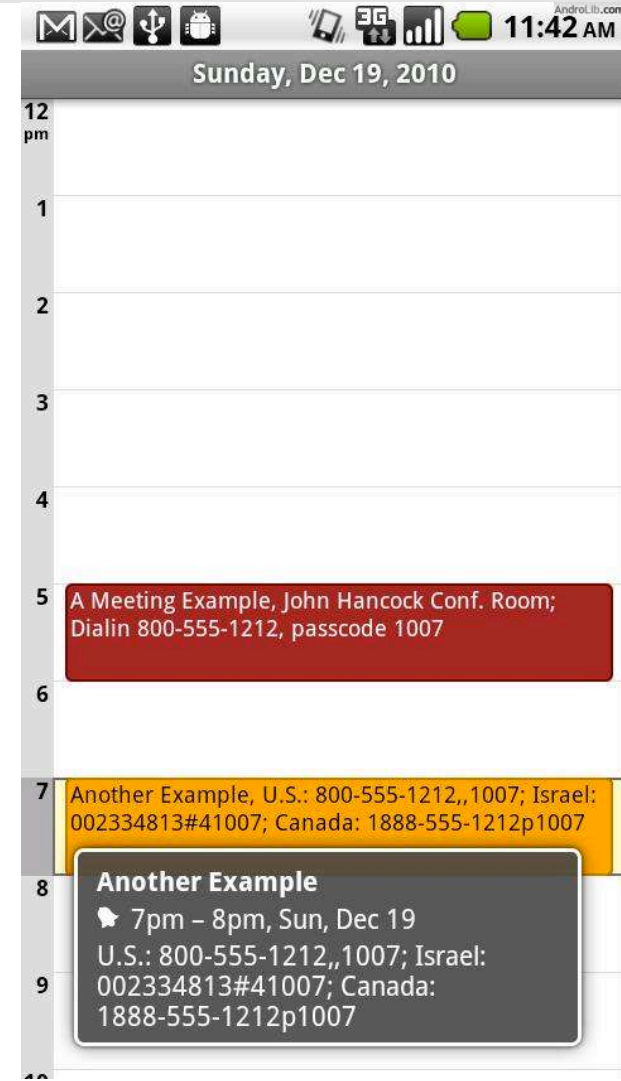 AndroLib.com
3G 11:42 AM
Sunday, Dec 19, 2010
12
pm
1
2
3
4
5
A Meeting Example, John Hancock Conf. Room;
Dialin 800-555-1212, passcode 1007
6
7
Another Example, U.S.: 800-555-1212,,1007; Israel:
002334813#41007; Canada: 1888-555-1212p1007
8
Another Example
7pm – 8pm, Sun, Dec 19
U.S.: 800-555-1212,,1007; Israel:
9
002334813#41007; Canada:
1888-555-1212p1007
10